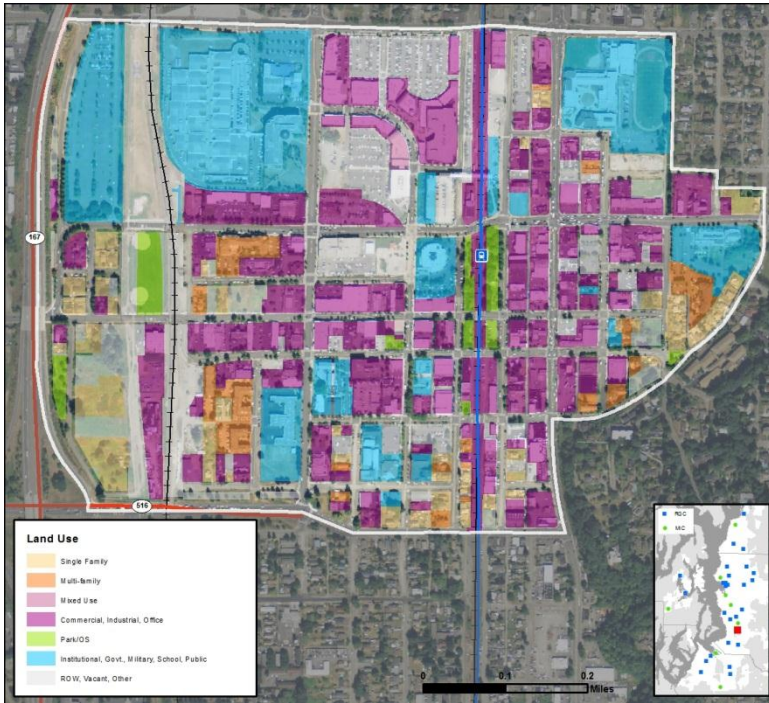 167
516
Land Use
Single Family
Multi-family
Mixed Use
Commercial, Industrial, Office
Park/OS
Institutional, Govt., Military, School, Public
ROW, Vacant, Other
0 0.1 0.2
Miles
RGC
MIC